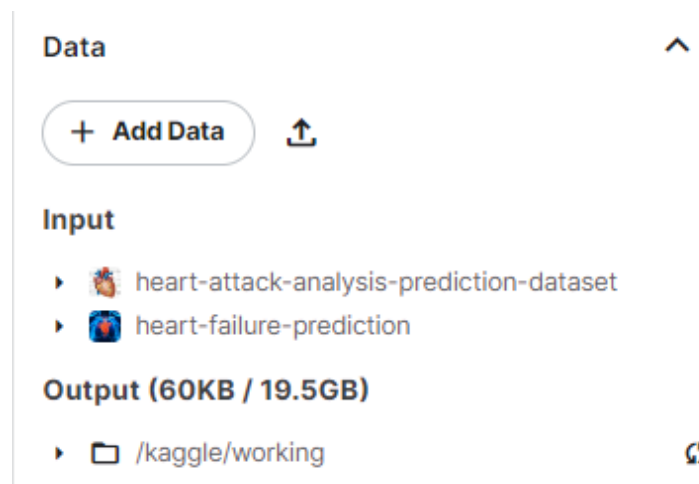 Data
+ Add Data
Input
heart-attack-analysis-prediction-dataset
heart-failure-prediction
Output (60KB / 19.5GB)
/kaggle/working